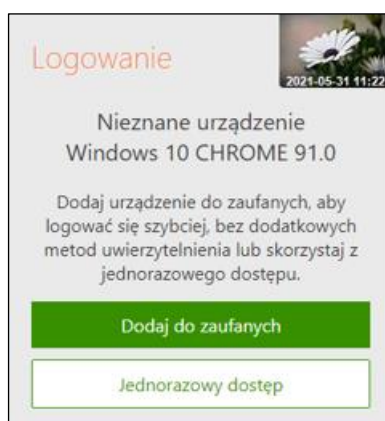 Logowanie
2021-05-31 11:22
Nieznane urządzenie
Windows 10 CHROME 91.0
Dodaj urządzenie do zaufanych, aby
logować się szybciej, bez dodatkowych
metod uwierzytelnienia lub skorzystaj z
jednorazowego dostępu.
Dodaj do zaufanych
Jednorazowy dostęp